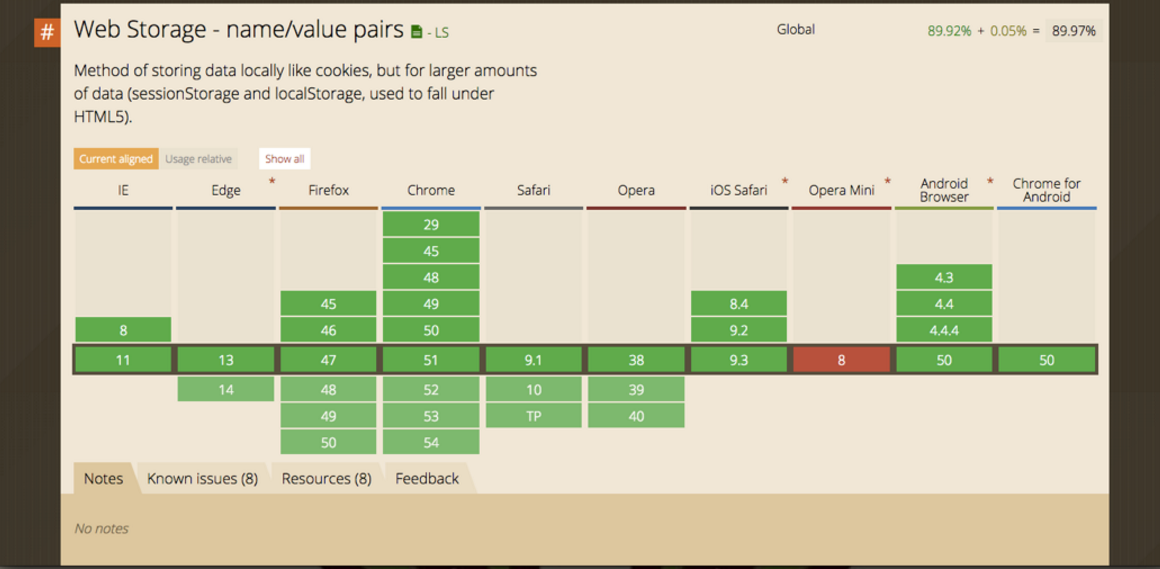 # Web Storage - name/value pairs - LS Global 89.92% + 0.05% = 89.97%
Method of storing data locally like cookies, but for larger amounts
of data (sessionStorage and localStorage, used to fall under
HTML5).
Current aligned Usage relative Show all
IE Edge * Firefox Chrome Safari Opera iOS Safari * Opera Mini * Android Browser * Chrome for Android
29
45
48 4.3
45 49 8.4 4.4
8 46 50 9.2 4.4.4
11 13 47 51 9.1 38 9.3 8 50 50
14 48 52 10 39
49 53 TP 40
50 54
Notes Known issues (8) Resources (8) Feedback
No notes